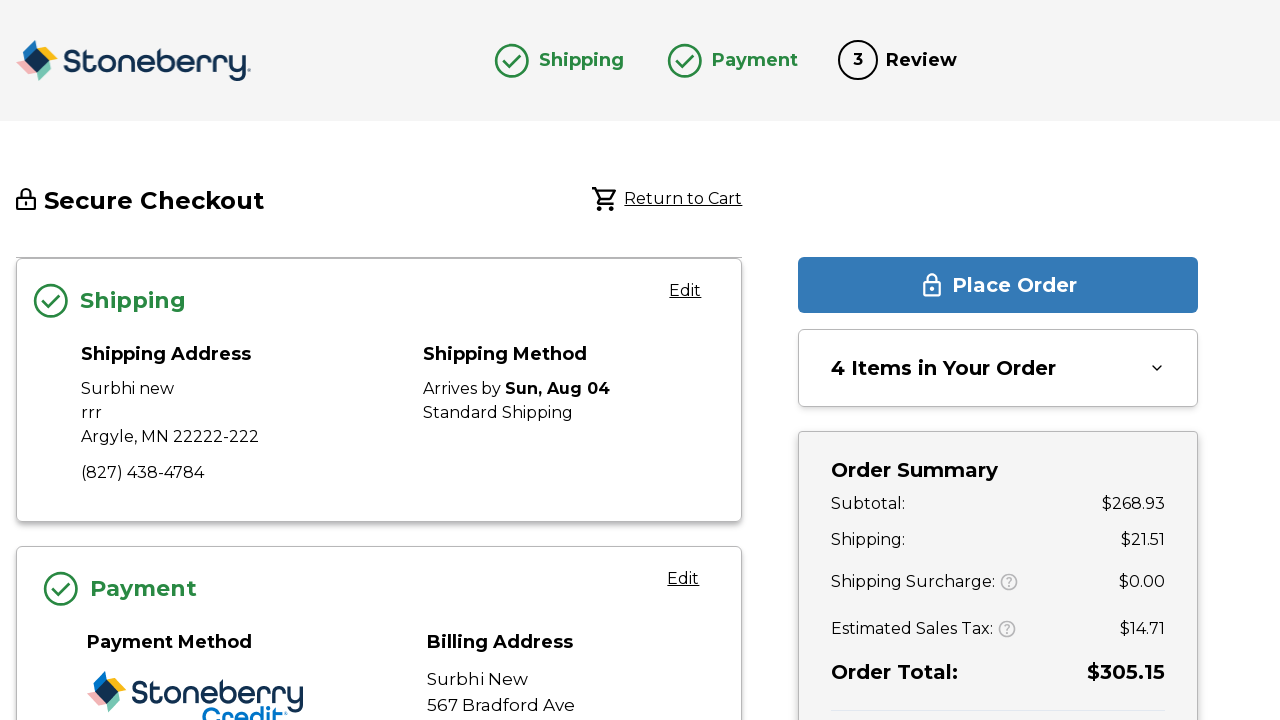 Stoneberry
Shipping
Payment
3 Review
Secure Checkout
Return to Cart
Shipping
Edit
Shipping Address
Surbhi new
rrr
Argyle, MN 22222-222
(827) 438-4784
Shipping Method
Arrives by Sun, Aug 04
Standard Shipping
Payment
Edit
Payment Method
Stoneberry
Credit
Billing Address
Surbhi New
567 Bradford Ave
Place Order
4 Items in Your Order
Order Summary
Subtotal: $268.93
Shipping: $21.51
Shipping Surcharge: ? $0.00
Estimated Sales Tax: ? $14.71
Order Total: $305.15